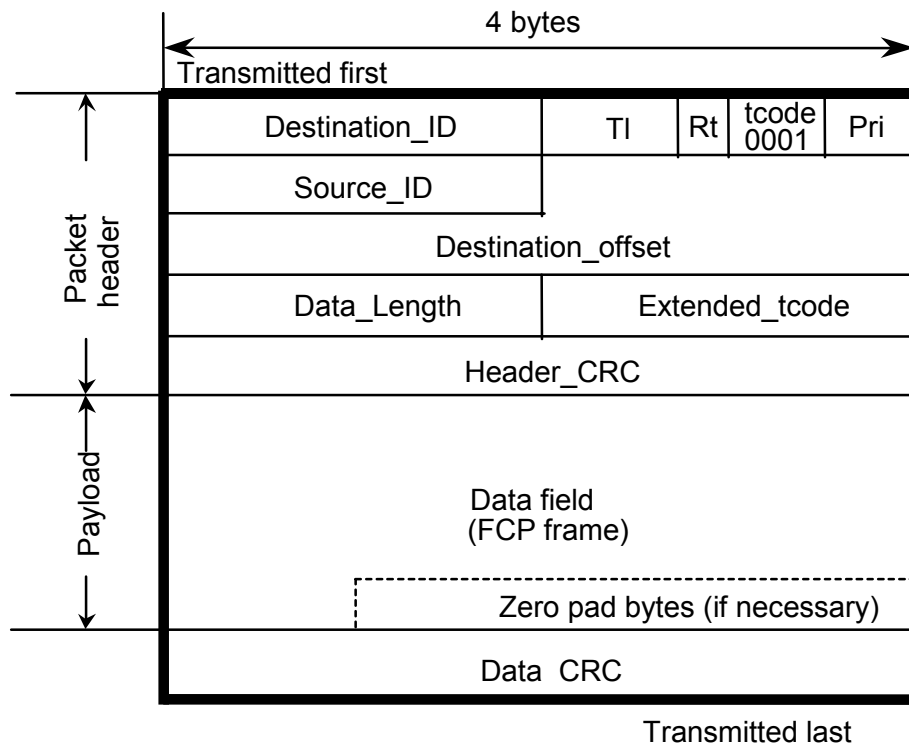 4 bytes
Transmitted first
Destination_ID
Tl
Rt
tcode
0001
Pri
Source_ID
Destination_offset
Data_Length
Extended_tcode
Header_CRC
Packet
header
Payload
Data field
(FCP frame)
Zero pad bytes (if necessary)
Data CRC
Transmitted last